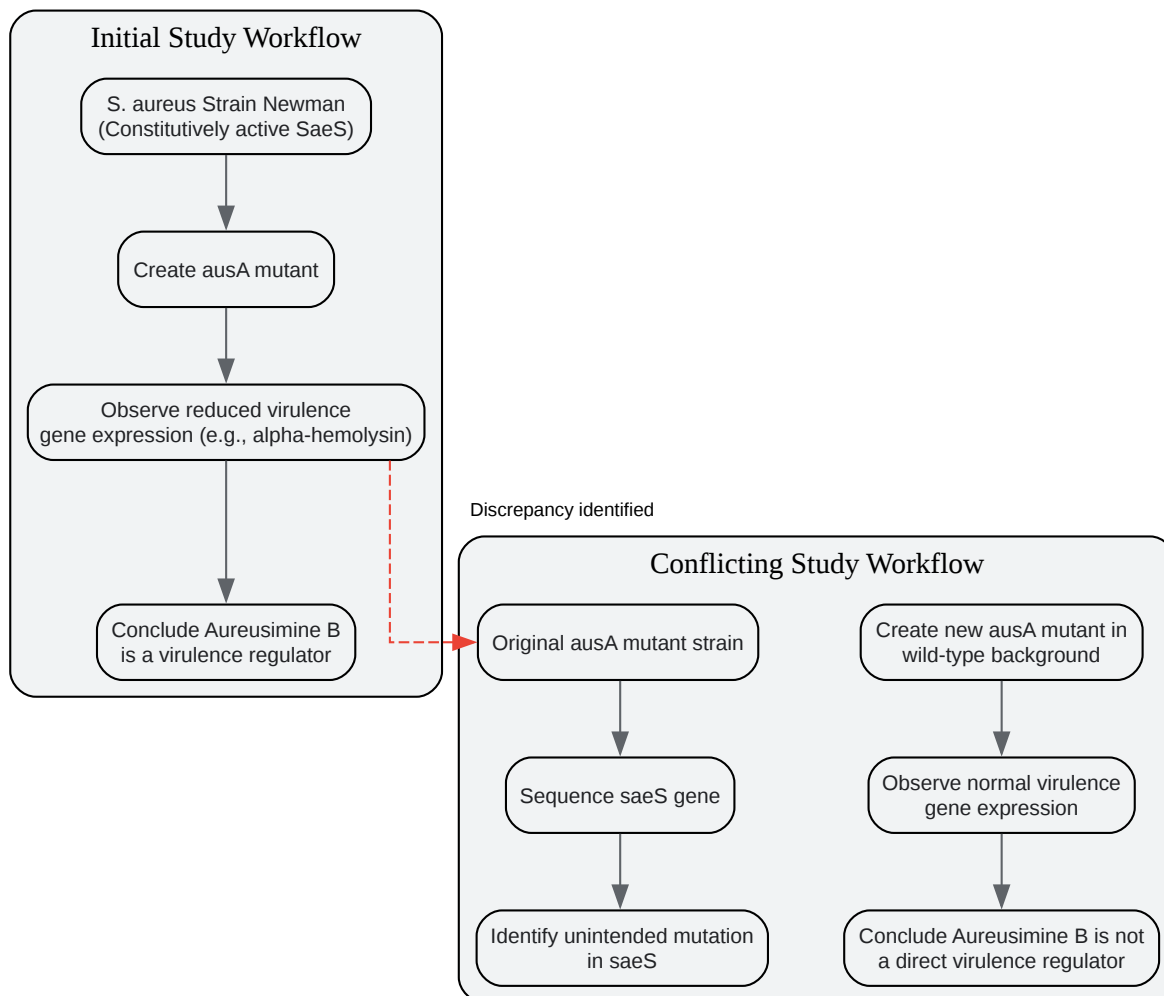 Initial Study Workflow
S. aureus Strain Newman
(Constitutively active SaeS)
Create ausA mutant
Observe reduced virulence
gene expression (e.g., alpha-hemolysin)
Conclude Aureusimine B
is a virulence regulator
Discrepancy identified
Conflicting Study Workflow
Original ausA mutant strain
Sequence saeS gene
Identify unintended mutation
in saeS
Create new ausA mutant in
wild-type background
Observe normal virulence
gene expression
Conclude Aureusimine B is not
a direct virulence regulator